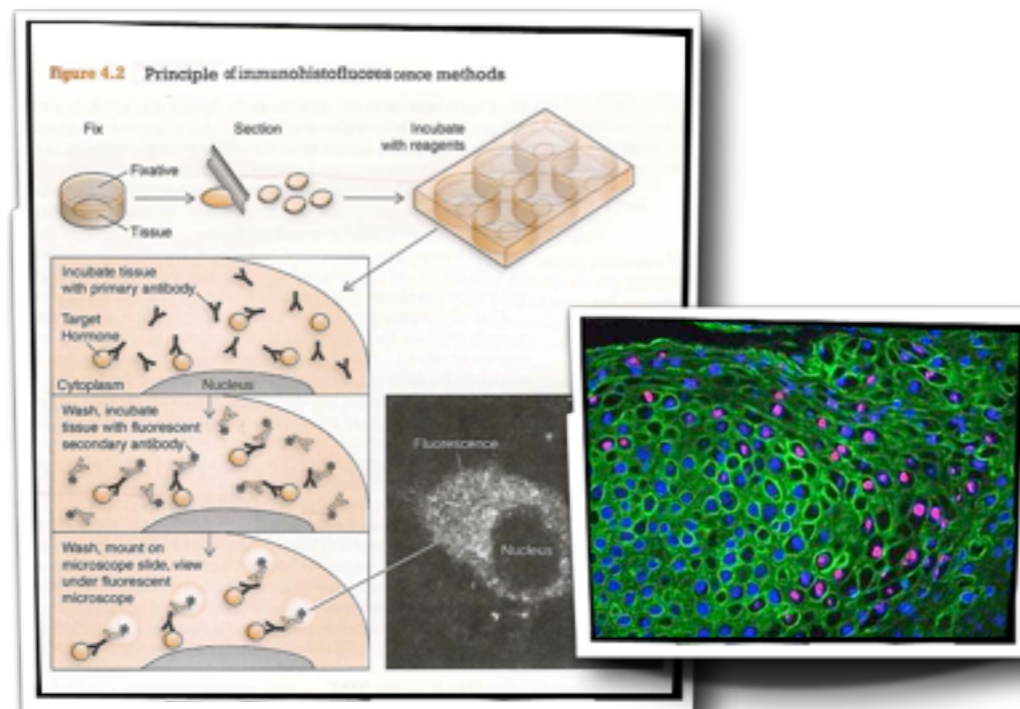 Figure 4.2 Principle of immunohistofluorescence methods
Fix
Section
Incubate
with reagents
Fixative
Tissue
Incubate tissue
with primary antibody
Target
Hormone
Cytoplasm
Nucleus
Wash, incubate
tissue with fluorescent
secondary antibody
Fluorescence
Nucleus
Wash, mount on
microscope slide, view
under fluorescent
microscope